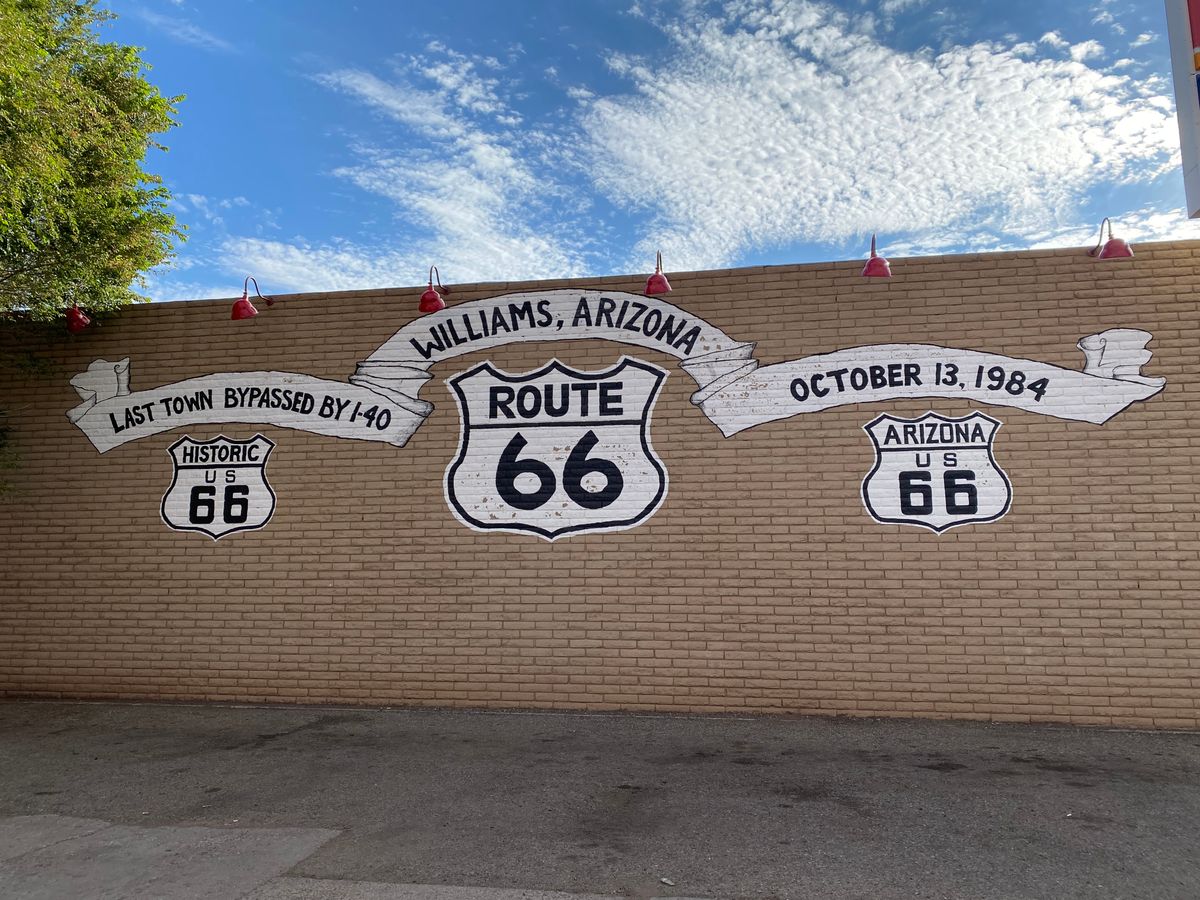 WILLIAMS, ARIZONA
LAST TOWN BYPASSED BY I-40
OCTOBER 13, 1984
HISTORIC
US
66
ROUTE
66
ARIZONA
US
66